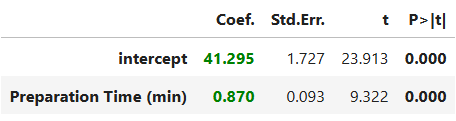 Coef. Std.Err. t P>|t|
intercept 41.295 1.727 23.913 0.000
Preparation Time (min) 0.870 0.093 9.322 0.000